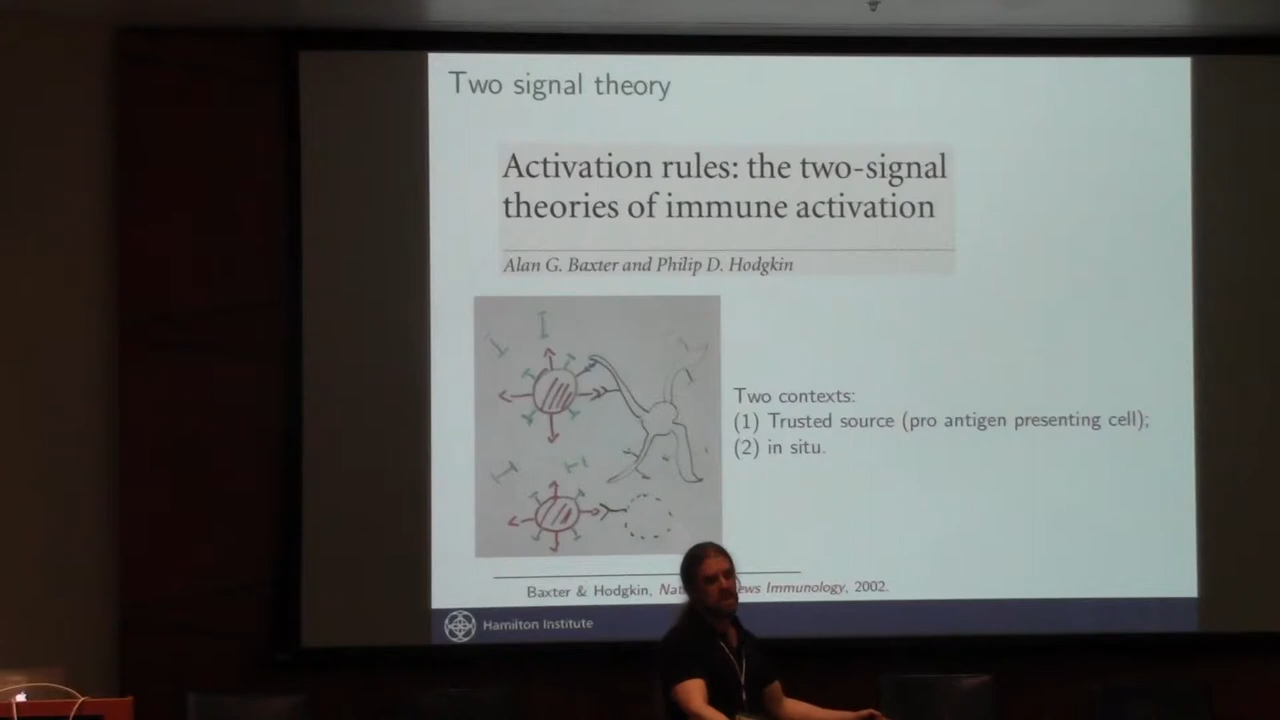 Two signal theory
Activation rules: the two-signal
theories of immune activation
Alan G. Baxter and Philip D. Hodgkin
Two contexts:
(1) Trusted source (pro antigen presenting cell);
(2) in situ.
Baxter & Hodgkin, Immunology, 2002.
Hamilton Institute